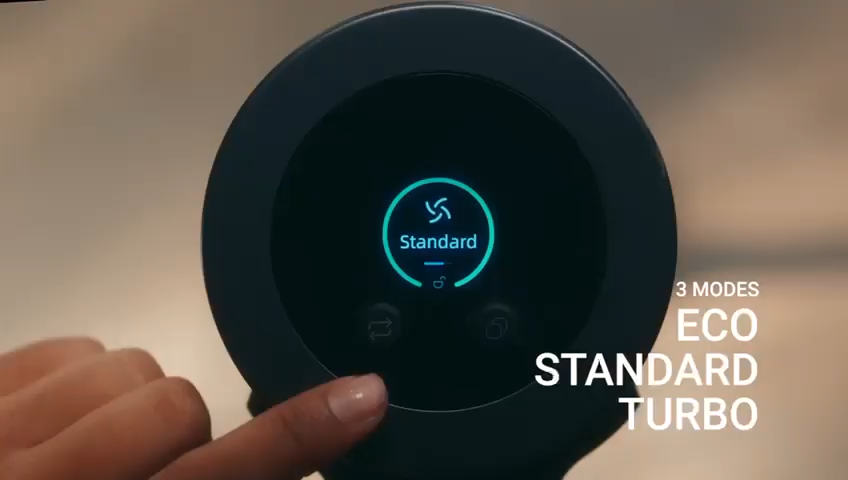 Standard
3 MODES
ECO
STANDARD
TURBO